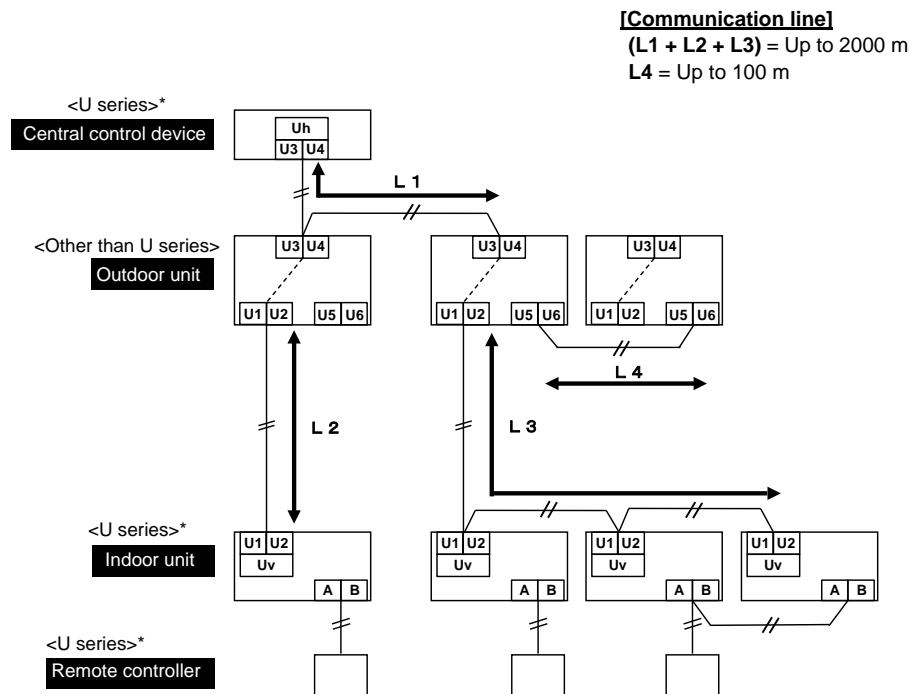 [Communication line]
(L1 + L2 + L3) = Up to 2000 m
L4 = Up to 100 m
<U series>*
Central control device
Uh
U3 U4
L 1
<Other than U series>
Outdoor unit
U3 U4 U3 U4 U3 U4
U1 U2 U5 U6 U1 U2 U5 U6 U1 U2 U5 U6
L 4
L 2 L 3
<U series>*
Indoor unit
U1 U2 U1 U2 U1 U2 U1 U2
Uv Uv Uv Uv
A B A B A B A B
<U series>*
Remote controller